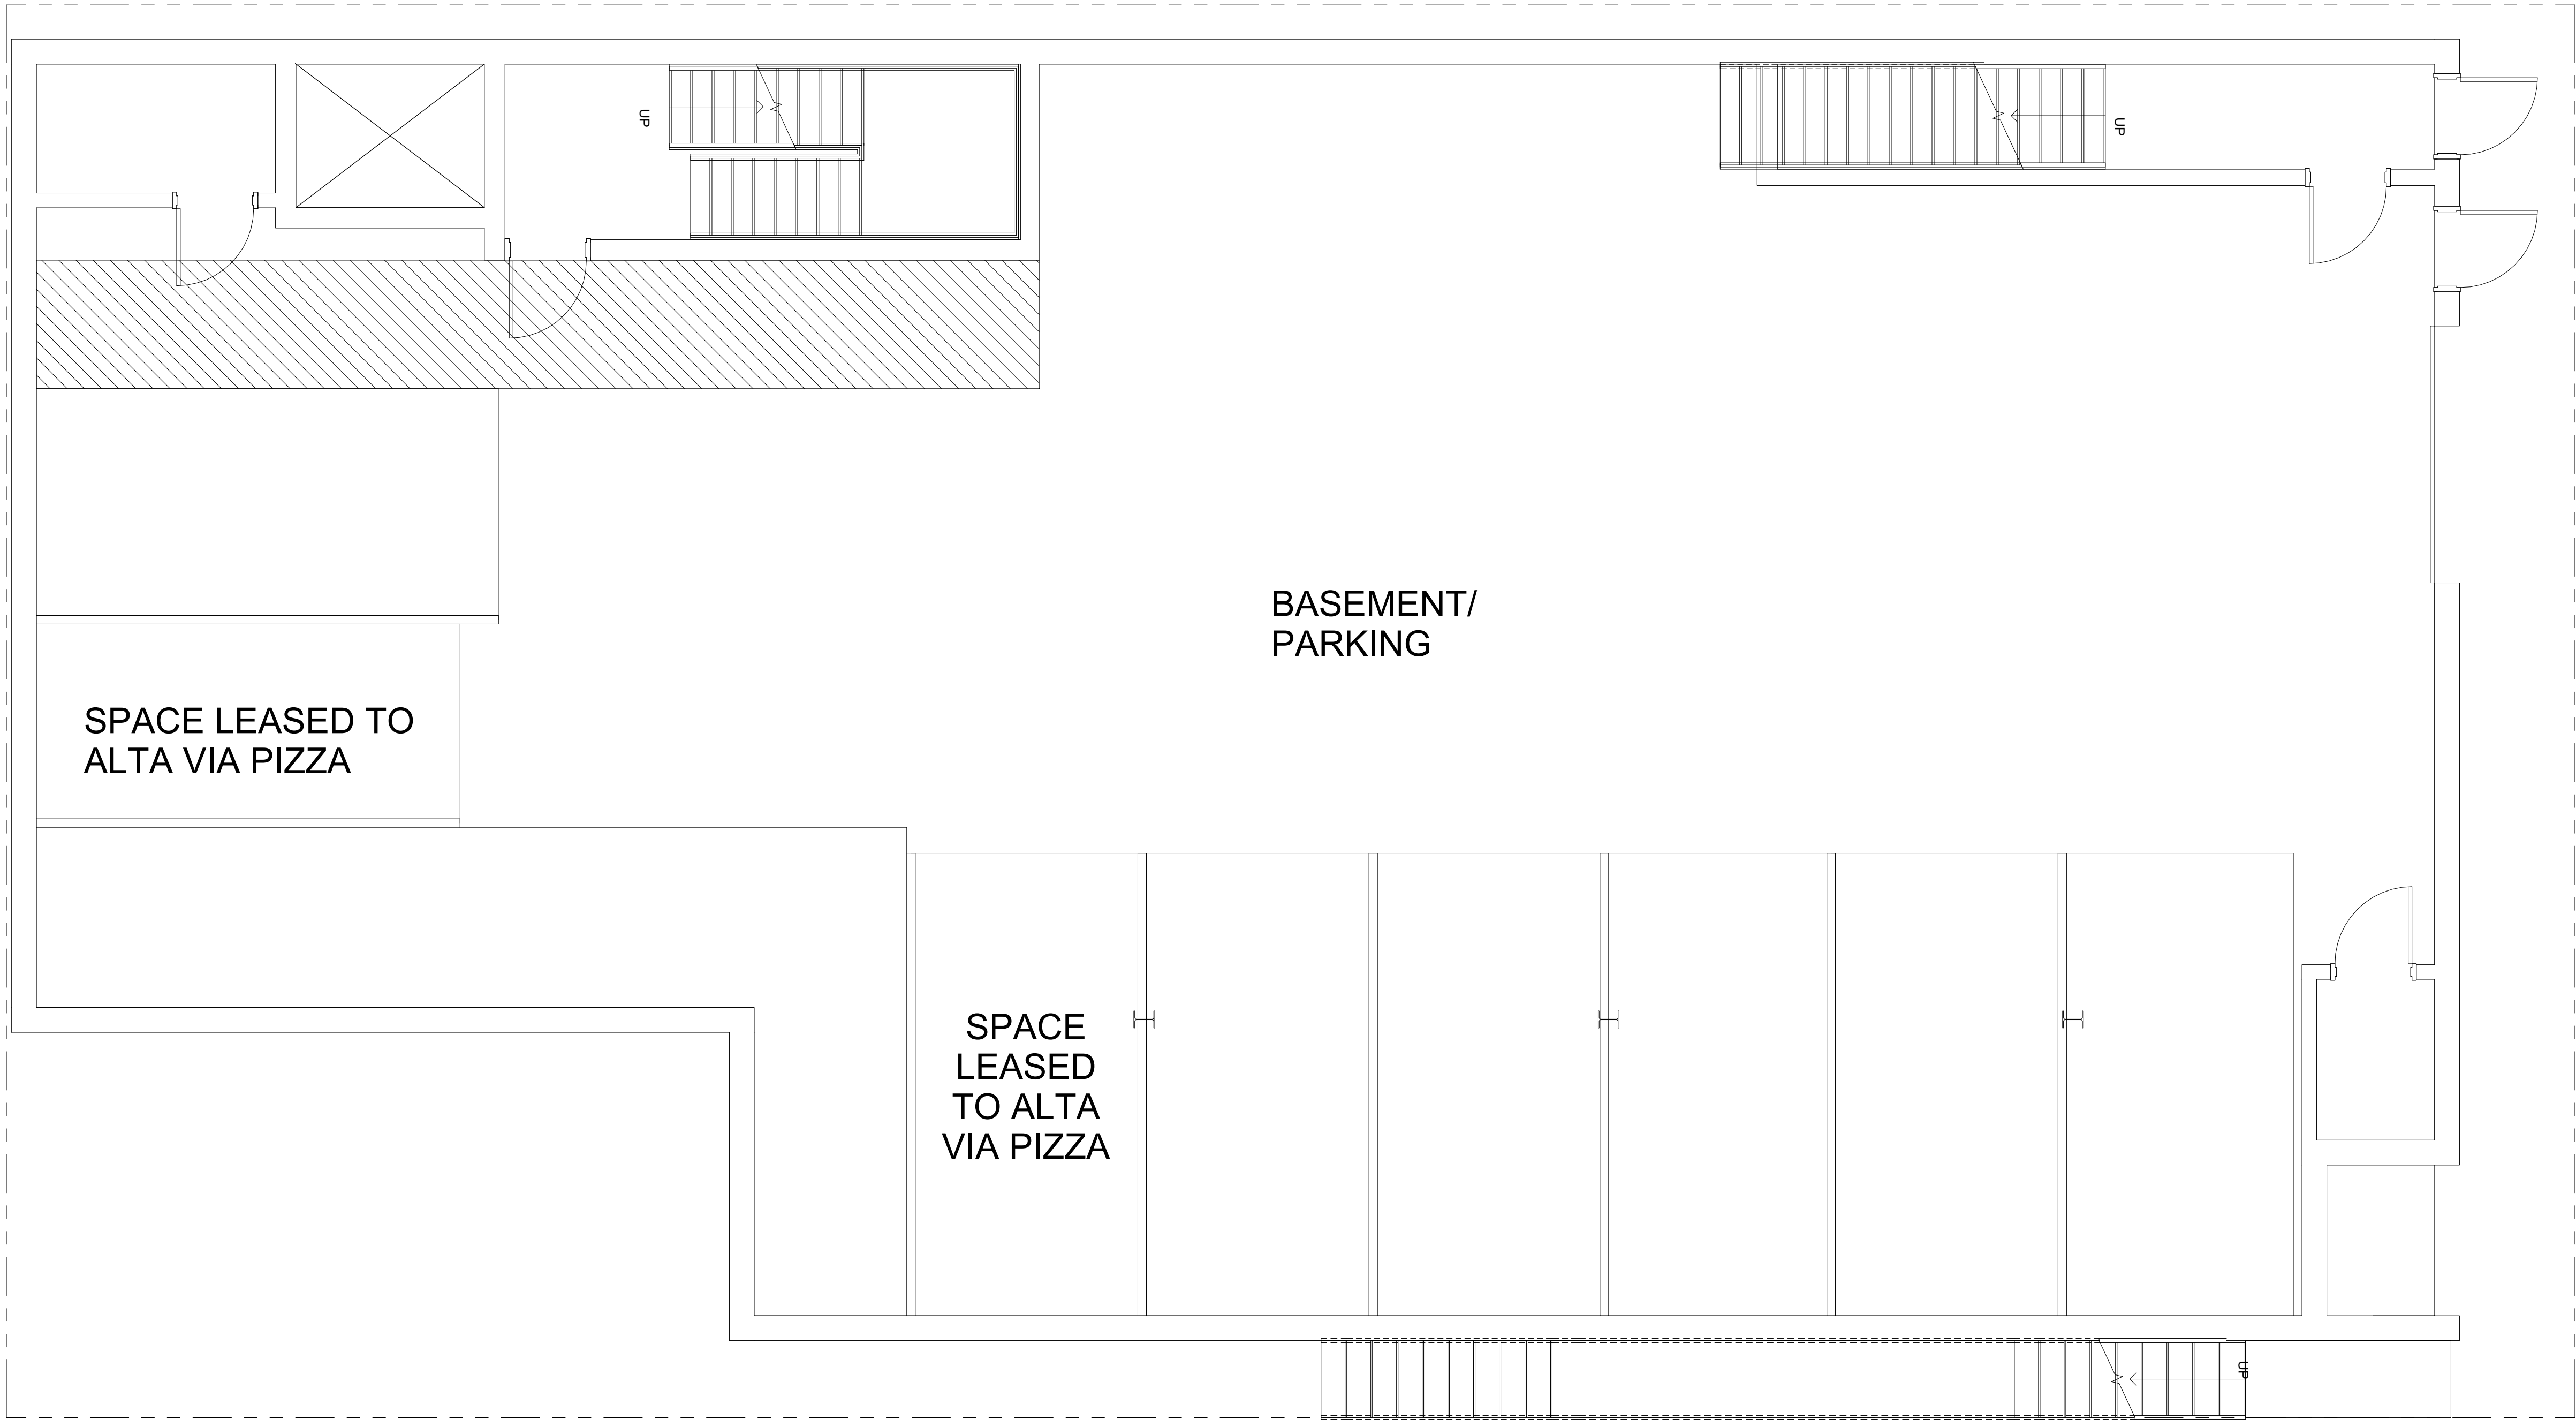 UP
UP
BASEMENT/
PARKING
SPACE LEASED TO
ALTA VIA PIZZA
SPACE
LEASED
TO ALTA
VIA PIZZA
UP